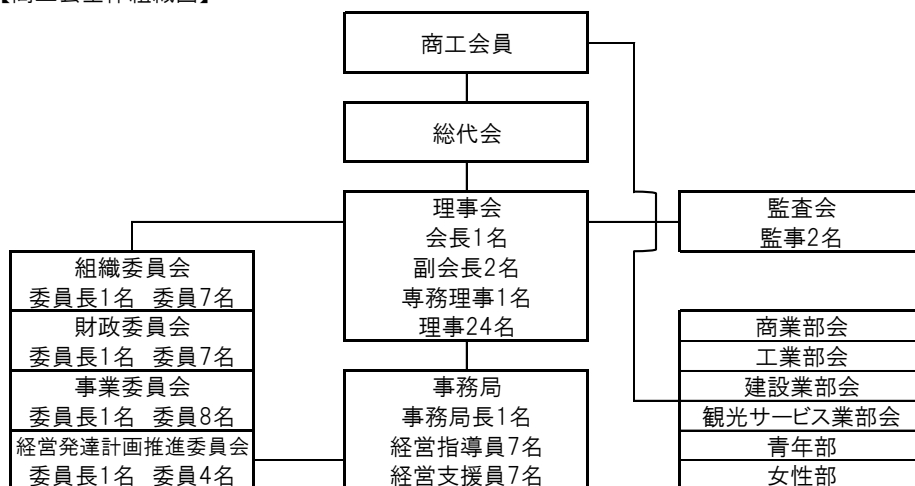 商工会員
総代会
理事会
会長1名
副会長2名
専務理事1名
理事24名
監査会
監事2名
組織委員会
委員長1名 委員7名
財政委員会
委員長1名 委員7名
事業委員会
委員長1名 委員8名
経営発達計画推進委員会
委員長1名 委員4名
事務局
事務局長1名
経営指導員7名
経営支援員7名
商業部会
工業部会
建設業部会
観光サービス業部会
青年部
女性部